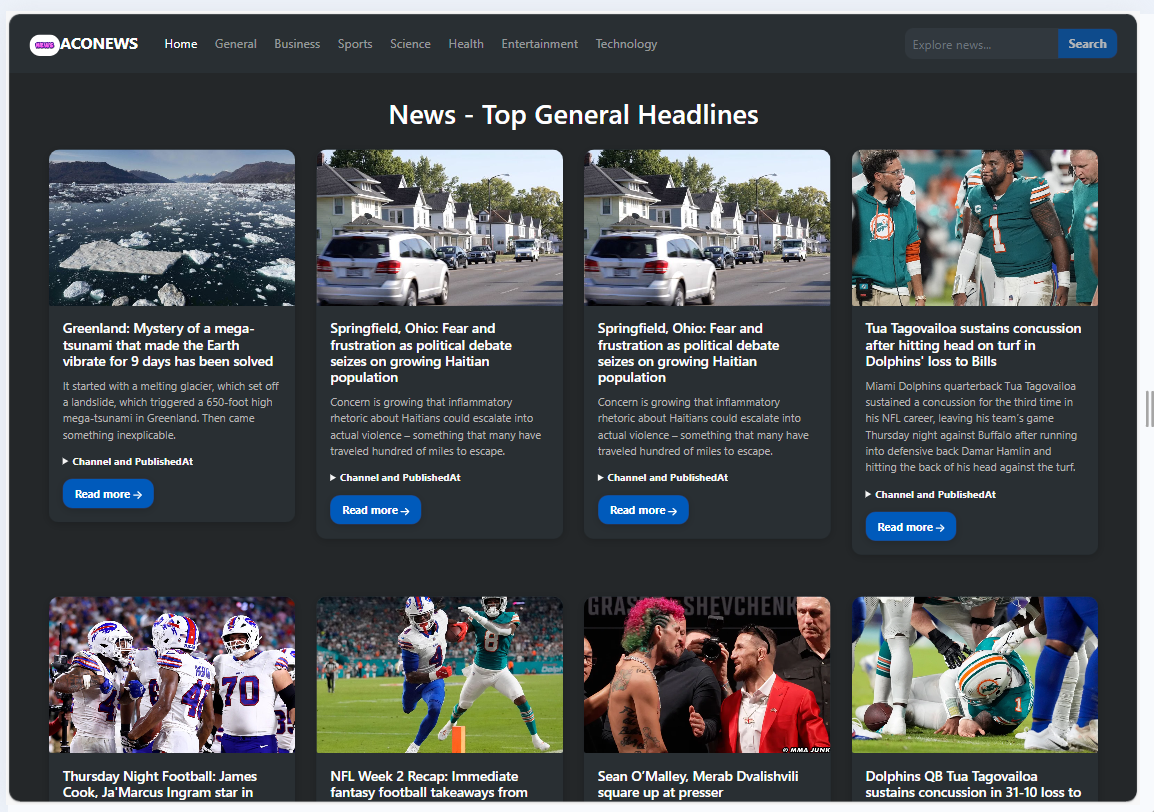 NEWS ACONEWS Home General Business Sports Science Health Entertainment Technology Explore news... Search
News - Top General Headlines
Greenland: Mystery of a mega-
tsunami that made the Earth
vibrate for 9 days has been solved
It started with a melting glacier, which set off
a landslide, which triggered a 650-foot high
mega-tsunami in Greenland. Then came
something inexplicable.
Channel and PublishedAt
Read more →
Springfield, Ohio: Fear and
frustration as political debate
seizes on growing Haitian
population
Concern is growing that inflammatory
rhetoric about Haitians could escalate into
actual violence – something that many have
traveled hundred of miles to escape.
Channel and PublishedAt
Read more →
Springfield, Ohio: Fear and
frustration as political debate
seizes on growing Haitian
population
Concern is growing that inflammatory
rhetoric about Haitians could escalate into
actual violence – something that many have
traveled hundred of miles to escape.
Channel and PublishedAt
Read more →
1
Tua Tagovailoa sustains concussion
after hitting head on turf in
Dolphins' loss to Bills
Miami Dolphins quarterback Tua Tagovailoa
sustained a concussion for the third time in
his NFL career, leaving his team's game
Thursday night against Buffalo after running
into defensive back Damar Hamlin and
hitting the back of his head against the turf.
Channel and PublishedAt
Read more →
70
Thursday Night Football: James
Cook, Ja'Marcus Ingram star in
4
8
NFL Week 2 Recap: Immediate
fantasy football takeaways from
SHEVCHENK
© MMA JUNK
Sean O’Malley, Merab Dvalishvili
square up at presser
1
Dolphins QB Tua Tagovailoa
sustains concussion in 31-10 loss to